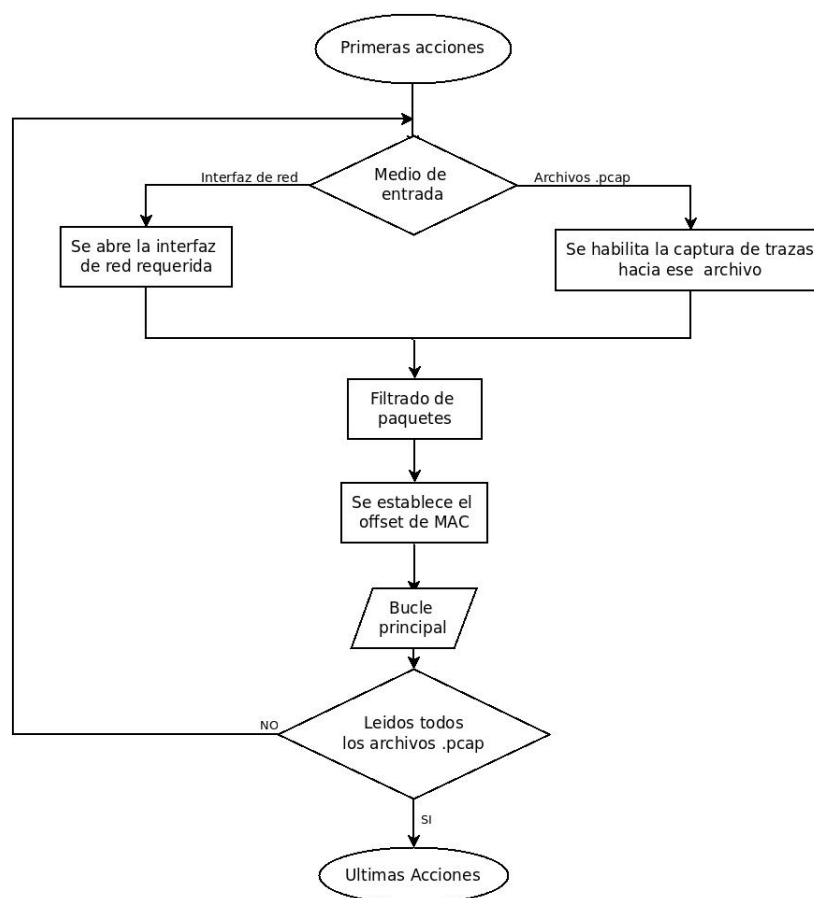 Primeras acciones
Medio de
entrada
Interfaz de red
Archivos .pcap
Se abre la interfaz
de red requerida
Se habilita la captura de trazas
hacia ese archivo
Filtrado de
paquetes
Se establece el
offset de MAC
Bucle
principal
Leidos todos
los archivos .pcap
NO
SI
Ultimas Acciones